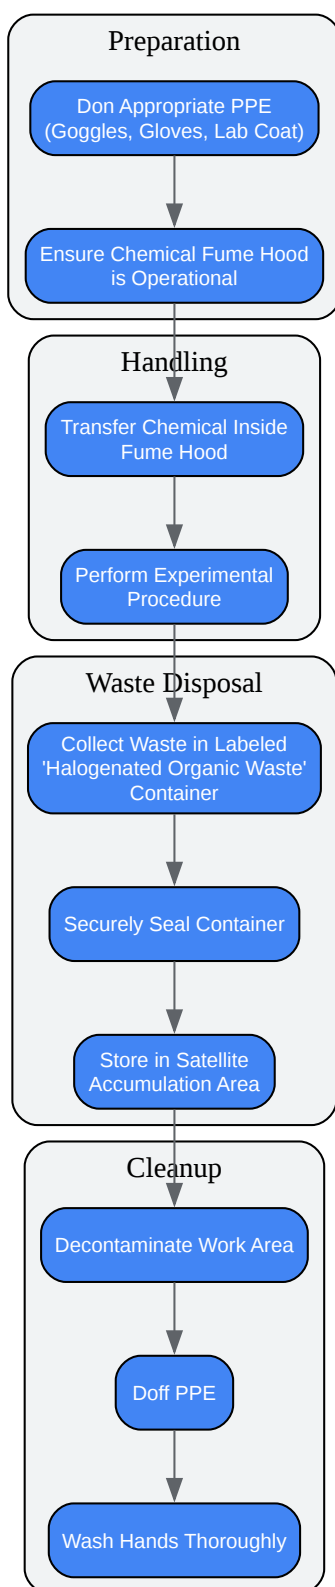 Preparation
Don Appropriate PPE
(Goggles, Gloves, Lab Coat)
Ensure Chemical Fume Hood
is Operational
Handling
Transfer Chemical Inside
Fume Hood
Perform Experimental
Procedure
Waste Disposal
Collect Waste in Labeled
'Halogenated Organic Waste'
Container
Securely Seal Container
Store in Satellite
Accumulation Area
Cleanup
Decontaminate Work Area
Doff PPE
Wash Hands Thoroughly